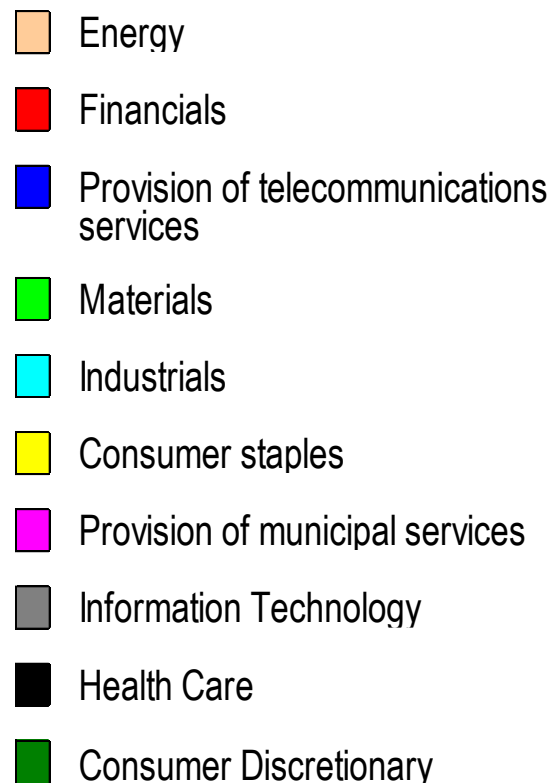 Energy
Financials
Provision of telecommunications
services
Materials
Industrials
Consumer staples
Provision of municipal services
Information Technology
Health Care
Consumer Discretionary